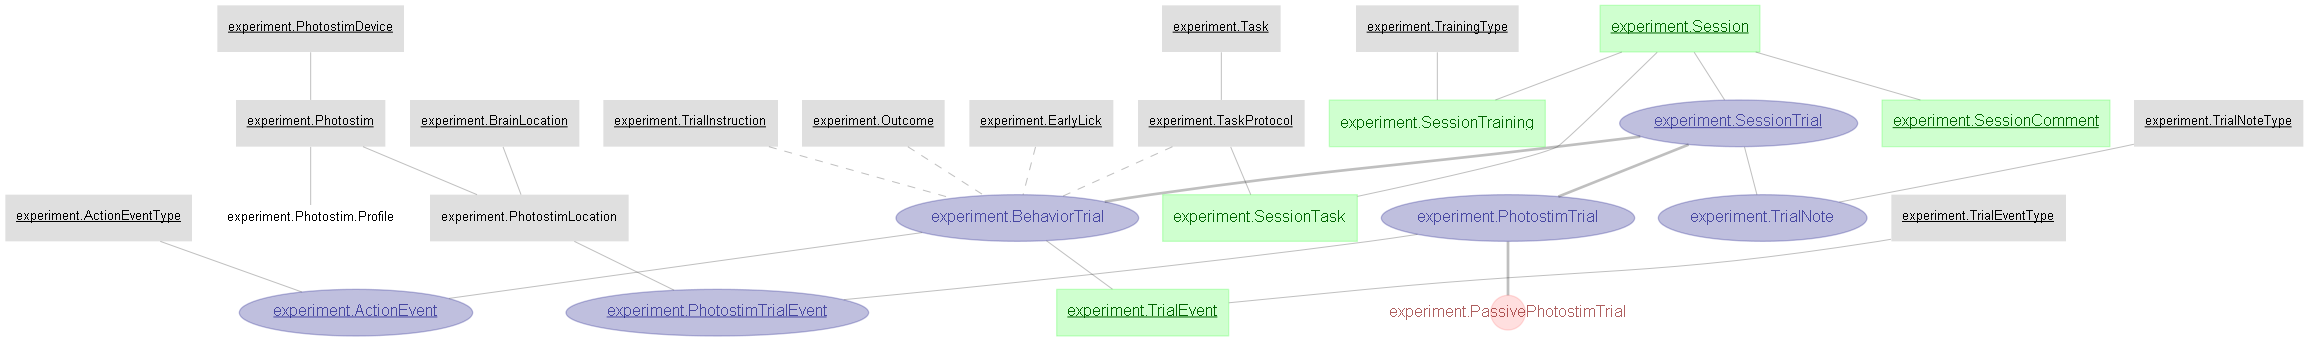 experiment.PhotostimDevice
experiment.Task
experiment.TrainingType
experiment.Session
experiment.Photostim
experiment.BrainLocation
experiment.TrialInstruction
experiment.Outcome
experiment.EarlyLick
experiment.TaskProtocol
experiment.SessionTraining
experiment.SessionTrial
experiment.SessionComment
experiment.TrialNoteType
experiment.ActionEventType
experiment.Photostim.Profile
experiment.PhotostimLocation
experiment.BehaviorTrial
experiment.SessionTask
experiment.PhotostimTrial
experiment.TrialNote
experiment.TrialEventType
experiment.ActionEvent
experiment.PhotostimTrialEvent
experiment.TrialEvent
experiment.PassivePhotostimTrial